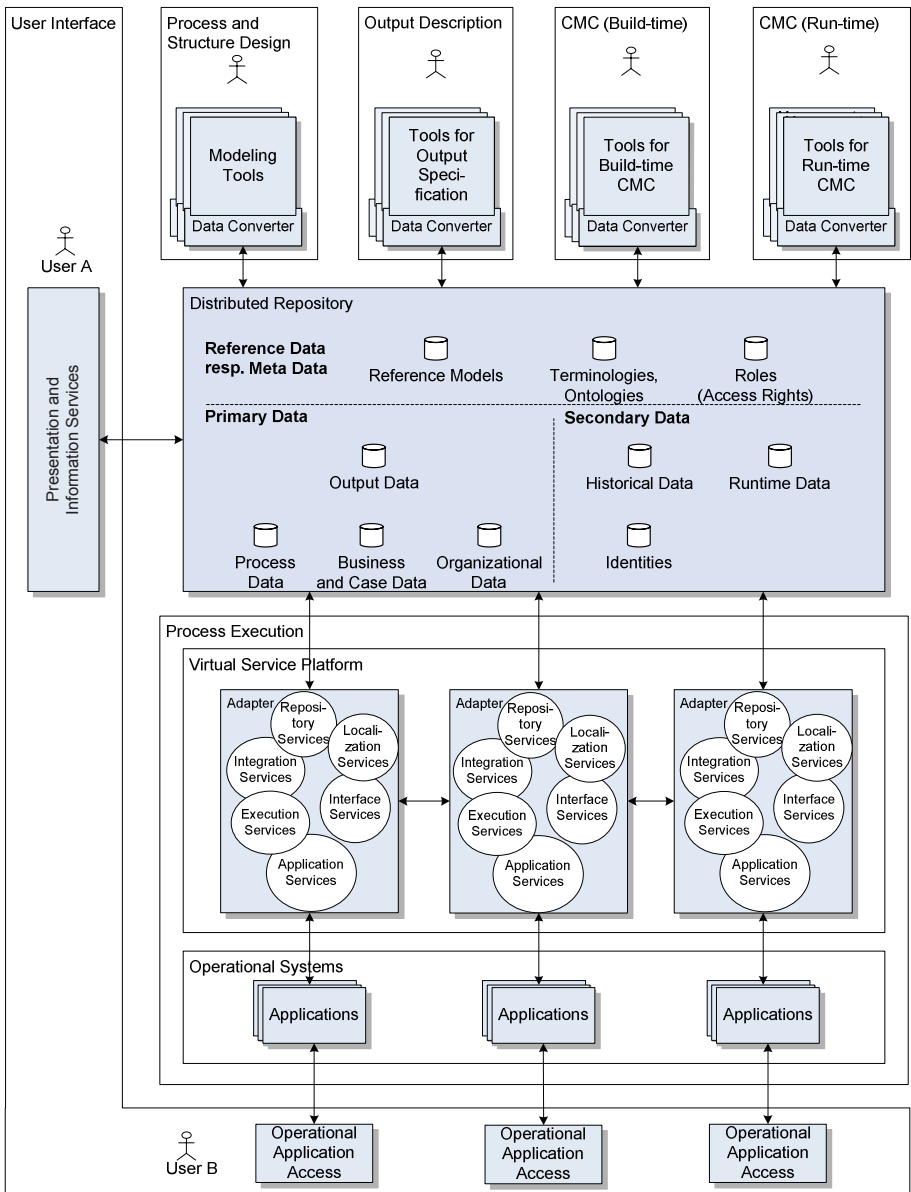 User Interface
Process and
Structure Design
Output Description
CMC (Build-time)
CMC (Run-time)
Modeling
Tools
Data Converter
Tools for
Output
Speci-
fication
Data Converter
Tools for
Build-time
CMC
Data Converter
Tools for
Run-time
CMC
Data Converter
User A
Presentation and
Information Services
Distributed Repository
Reference Data
resp. Meta Data
Reference Models
Terminologies,
Ontologies
Roles
(Access Rights)
Primary Data
Secondary Data
Output Data
Historical Data
Runtime Data
Process
Data
Business
and Case Data
Organizational
Data
Identities
Process Execution
Virtual Service Platform
Adapter
Reposi-
tory
Services
Locali-
zation
Services
Integration
Services
Interface
Services
Execution
Services
Application
Services
Adapter
Reposi-
tory
Services
Locali-
zation
Services
Integration
Services
Interface
Services
Execution
Services
Application
Services
Adapter
Reposi-
tory
Services
Locali-
zation
Services
Integration
Services
Interface
Services
Execution
Services
Application
Services
Operational Systems
Applications
Applications
Applications
User B
Operational
Application
Access
Operational
Application
Access
Operational
Application
Access